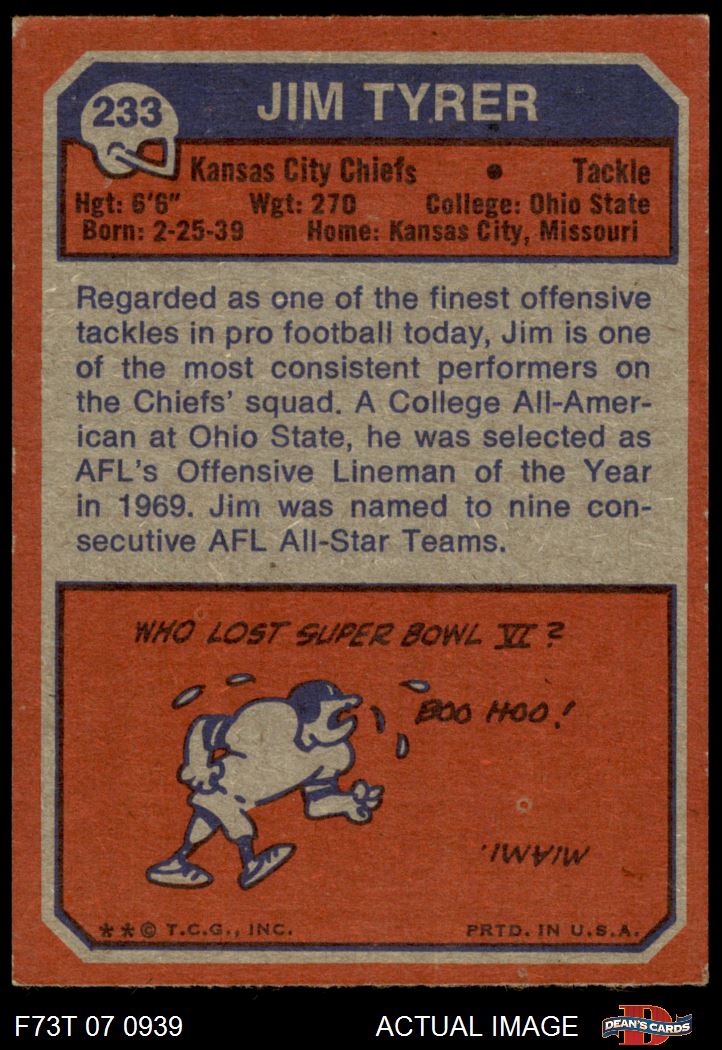 233
JIM TYRER
Kansas City Chiefs • Tackle
Hgt: 6'6" Wgt: 270 College: Ohio State
Born: 2-25-39 Home: Kansas City, Missouri
Regarded as one of the finest offensive
tackles in pro football today, Jim is one
of the most consistent performers on
the Chiefs' squad. A College All-Amer-
ican at Ohio State, he was selected as
AFL's Offensive Lineman of the Year
in 1969. Jim was named to nine con-
secutive AFL All-Star Teams.
WHO LOST SUPER BOWL VI?
BOO HOO!
MIAMI.
**© T.C.G., INC. PRTD. IN U.S.A.
F73T 07 0939 ACTUAL IMAGE D DEAN'S CARDS